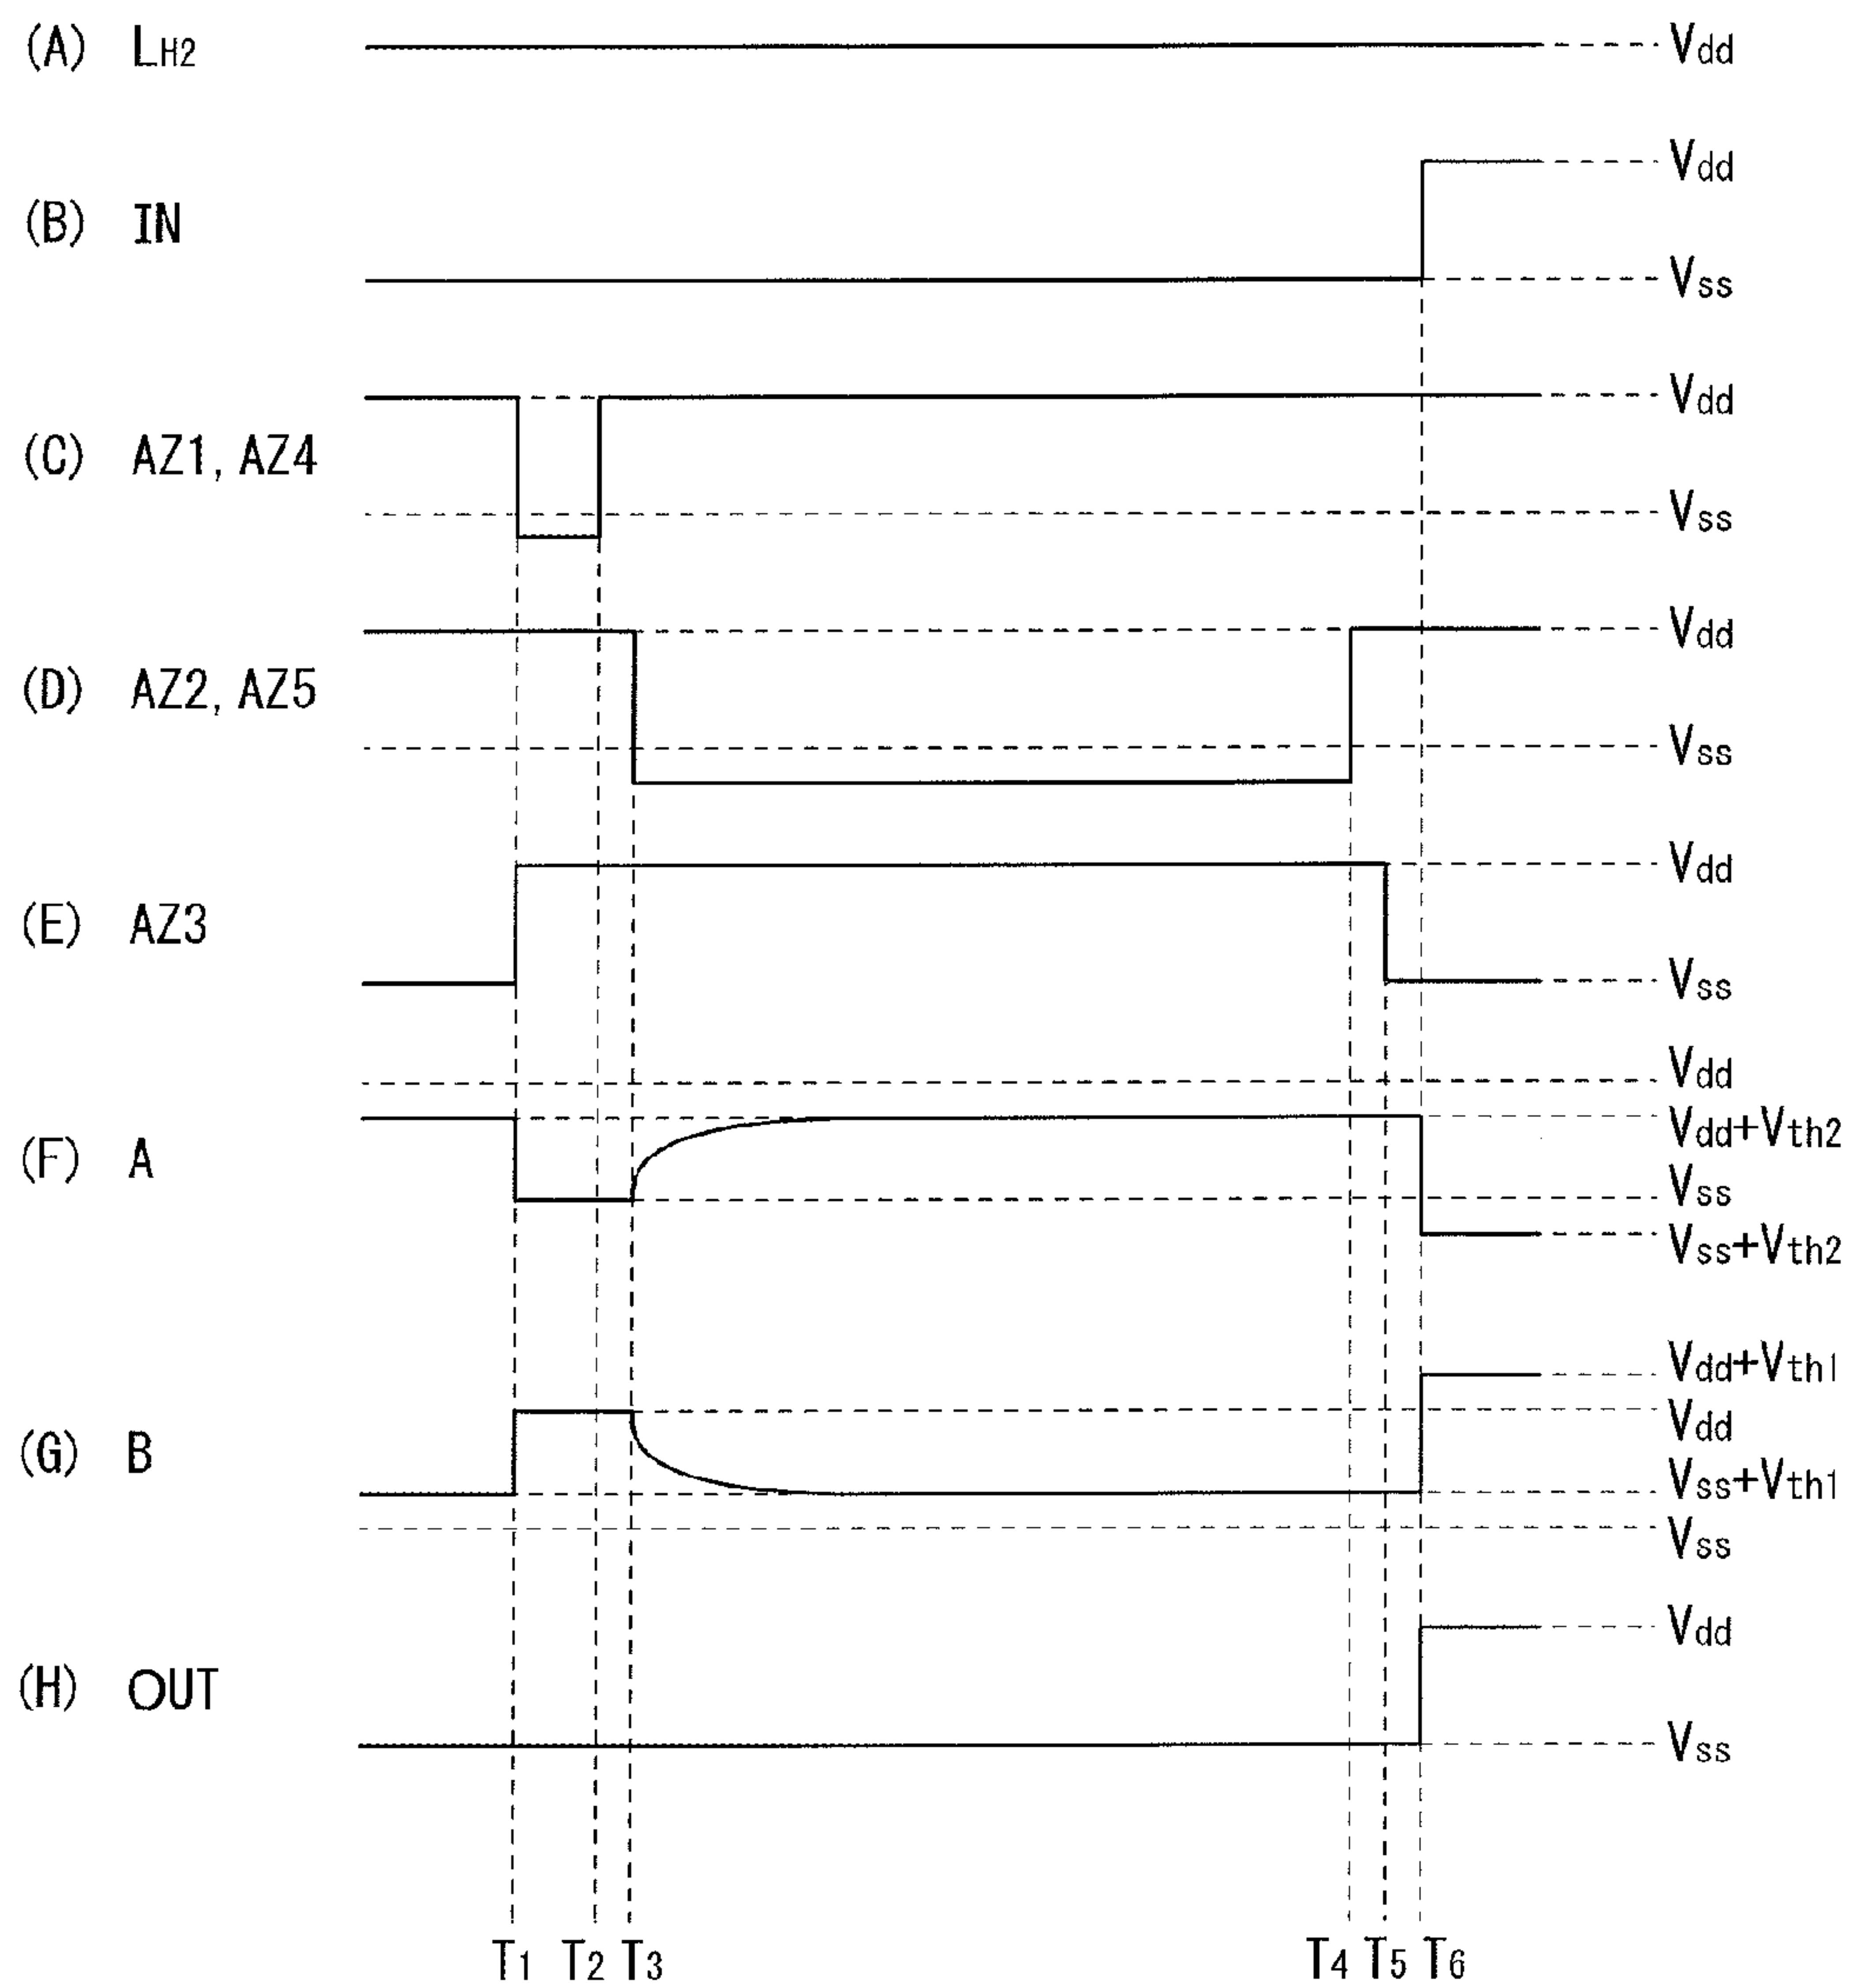 (A) LH2 Vdd
Vdd
(B) IN
Vss
Vdd
(C) AZ1, AZ4
Vss
Vdd
(D) AZ2, AZ5
Vss
Vdd
(E) AZ3
Vss
Vdd
Vdd+Vth2
(F) A
Vss
Vss+Vth2
Vdd+Vth1
Vdd
(G) B
Vss+Vth1
Vss
Vdd
(H) OUT
Vss
T1 T2 T3 T4 T5 T6